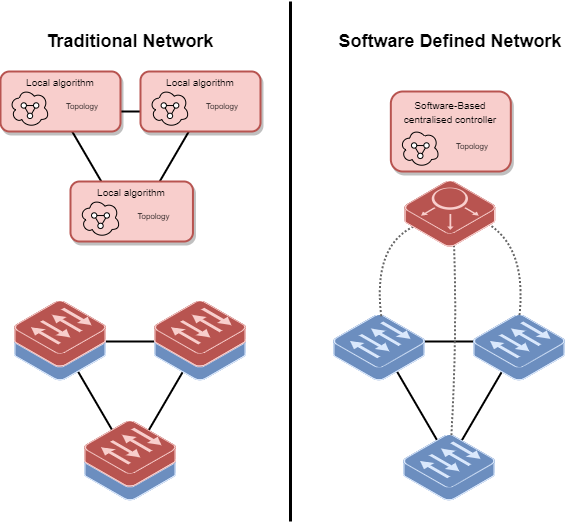 Traditional Network
Local algorithm
Topology
Local algorithm
Topology
Local algorithm
Topology
Software Defined Network
Software-Based
centralised controller
Topology